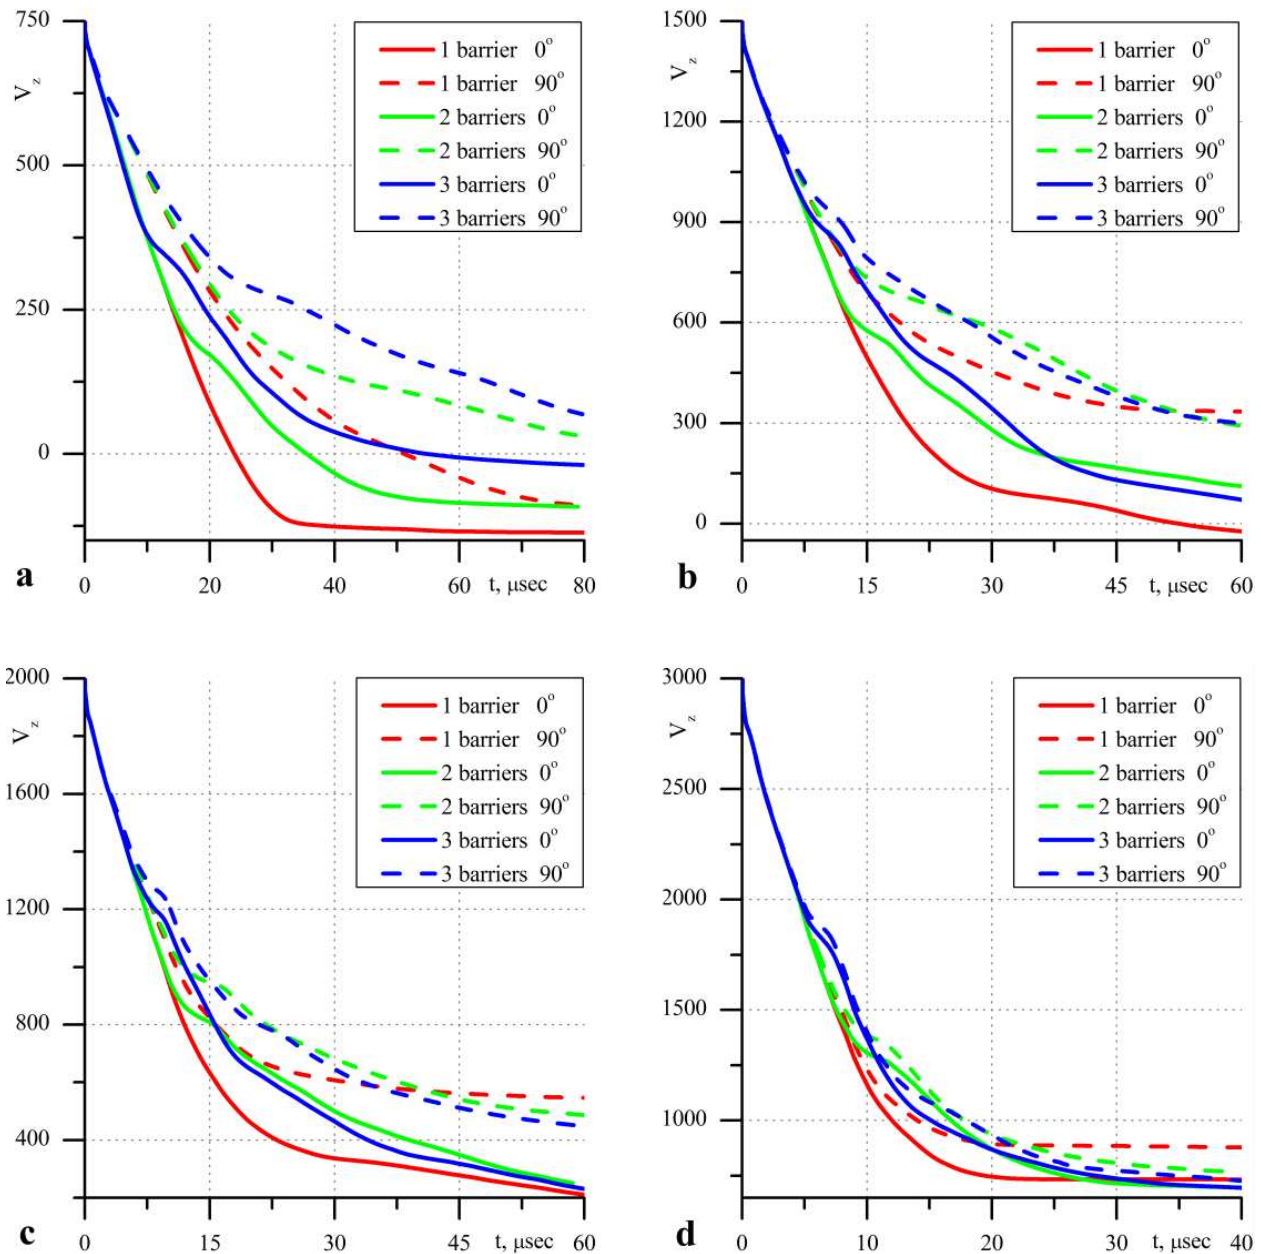 750
500
250
0
V_z
1 barrier 0°
1 barrier 90°
2 barriers 0°
2 barriers 90°
3 barriers 0°
3 barriers 90°
a
0 20 40 60 t, μsec 80
1500
1200
900
600
300
0
V_z
1 barrier 0°
1 barrier 90°
2 barriers 0°
2 barriers 90°
3 barriers 0°
3 barriers 90°
b
0 15 30 45 t, μsec 60
2000
1600
1200
800
400
V_z
1 barrier 0°
1 barrier 90°
2 barriers 0°
2 barriers 90°
3 barriers 0°
3 barriers 90°
c
0 15 30 45 t, μsec 60
3000
2500
2000
1500
1000
V_z
1 barrier 0°
1 barrier 90°
2 barriers 0°
2 barriers 90°
3 barriers 0°
3 barriers 90°
d
0 10 20 30 t, μsec 40